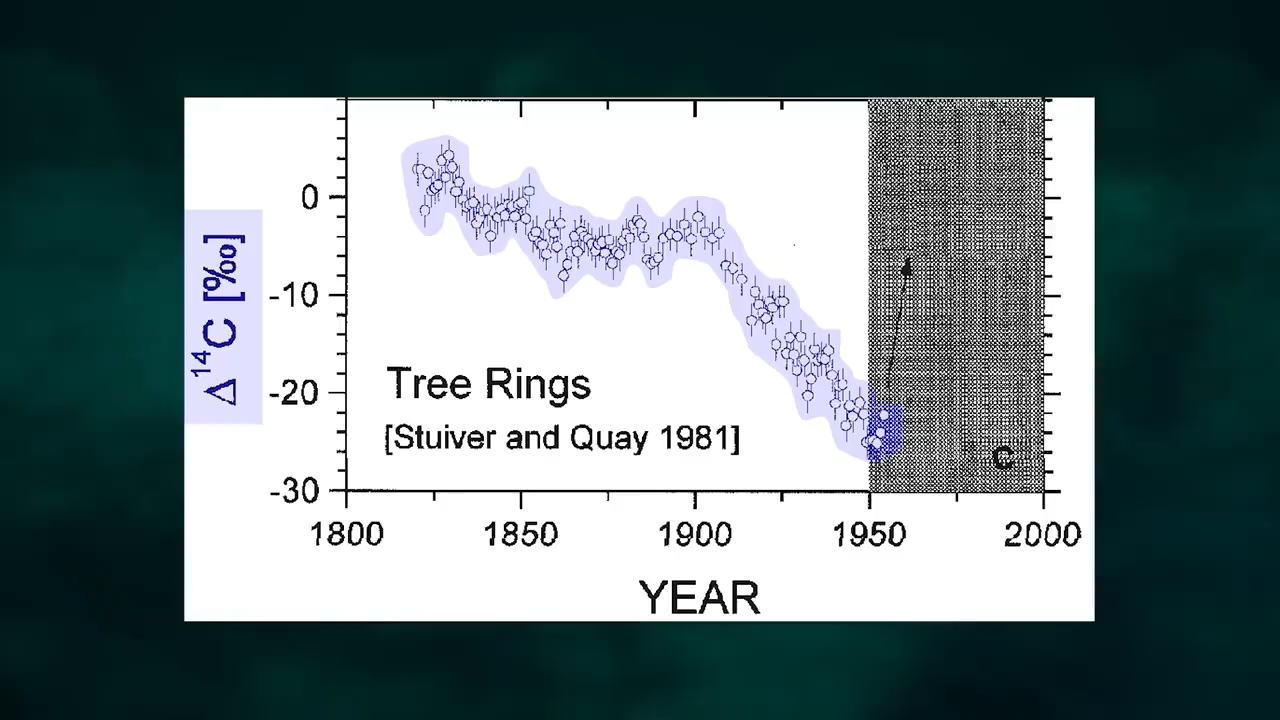 0
-10
-20
-30
Δ¹⁴C [‰]
Tree Rings
[Stuiver and Quay 1981]
C
1800 1850 1900 1950 2000
YEAR